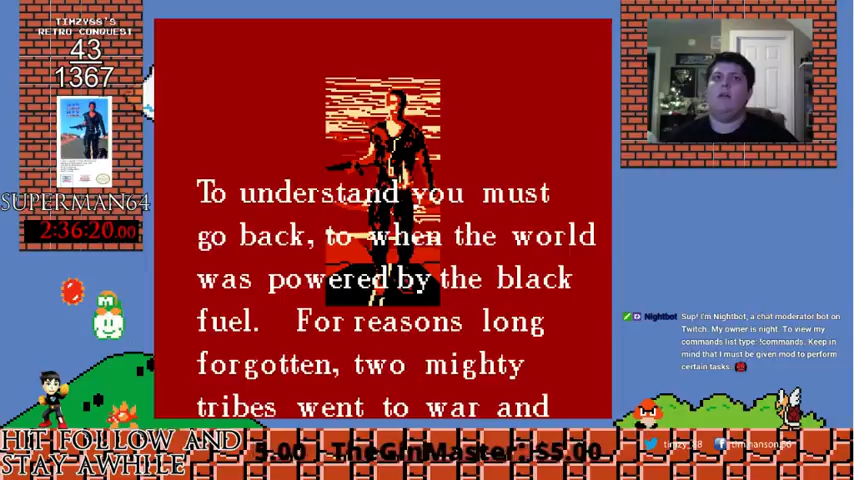 TIMZY88'S
RETRO CONQUEST
43
1367
SUPERMAN64
2:36:20.00
To understand you must
go back, to when the world
was powered by the black
fuel. For reasons long
forgotten, two mighty
tribes went to war and
Nightbot Sup! I'm Nightbot, a chat moderator bot on
Twitch. My owner is night. To view my
commands list type: !commands. Keep in
mind that I must be given mod to perform
certain tasks.
HIT FOLLOW AND
STAY AWHILE
5.00 TheGinMaster: $5.00